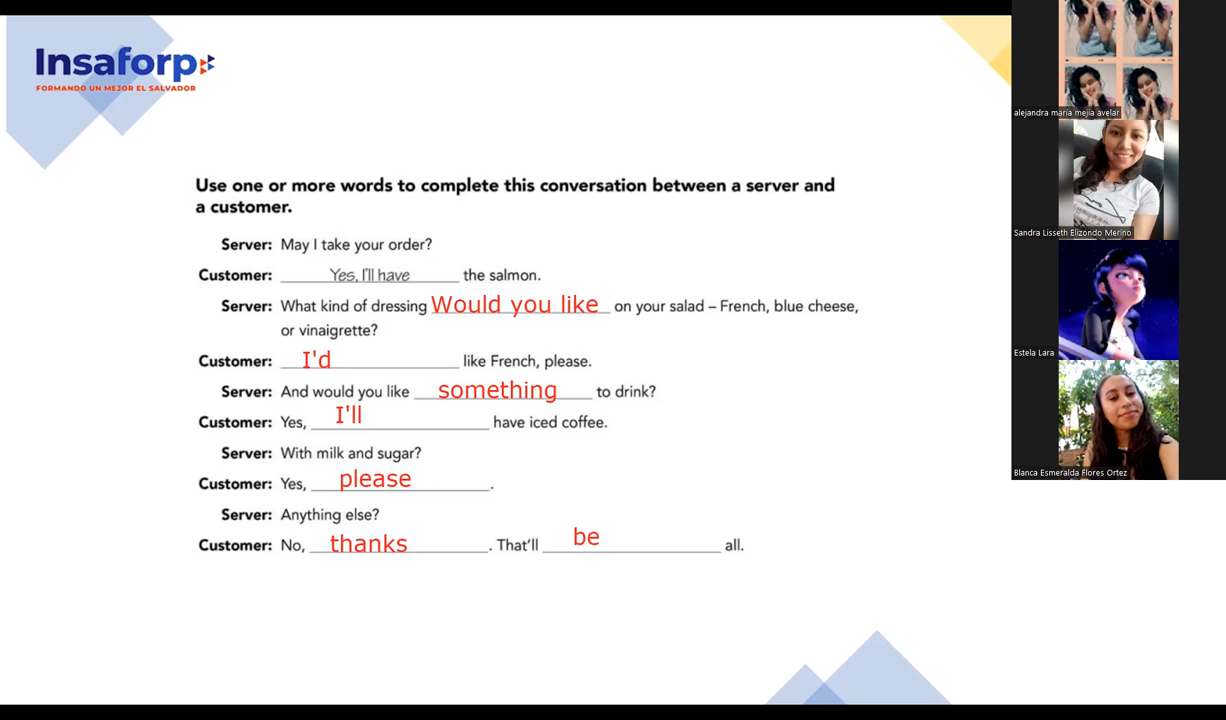 Insaforp
FORMANDO UN MEJOR EL SALVADOR
alejandra maría mejia avelar
Sandra Lisseth Elizondo Merino
Estela Lara
Blanca Esmeralda Flores Ortez
Use one or more words to complete this conversation between a server and
a customer.
Server: May I take your order?
Customer: Yes, I'll have the salmon.
Server: What kind of dressing Would you like on your salad – French, blue cheese,
or vinaigrette?
Customer: I'd like French, please.
Server: And would you like something to drink?
Customer: Yes, I'll have iced coffee.
Server: With milk and sugar?
Customer: Yes, please.
Server: Anything else?
Customer: No, thanks. That'll be all.